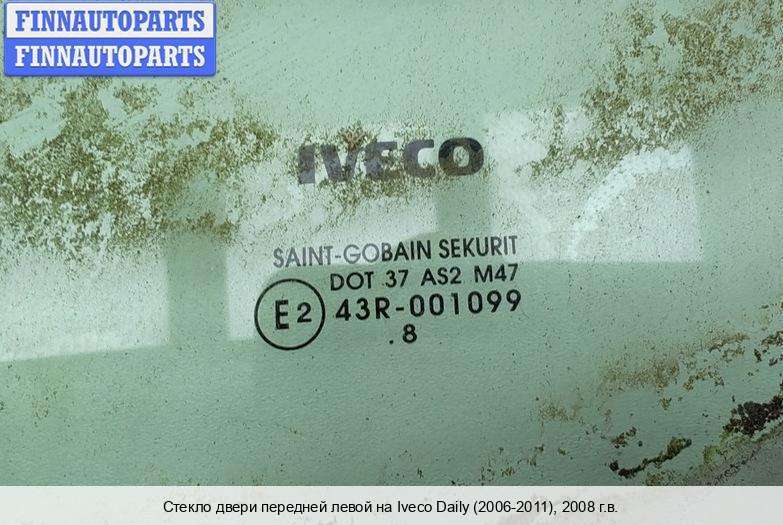 FINNAUTOPARTS
FINNAUTOPARTS
IVECO
SAINT-GOBAIN SEKURIT
DOT 37 AS2 M47
E2 43R-001099
.8
Стекло двери передней левой на Iveco Daily (2006-2011), 2008 г.в.